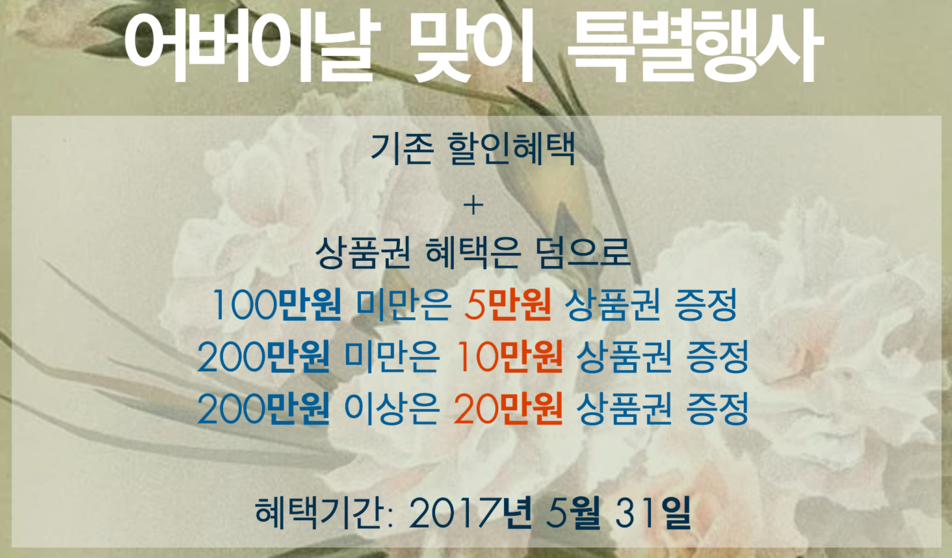 어버이날 맞이 특별행사
기존 할인혜택
+
상품권 혜택은 덤으로
100만원 미만은 5만원 상품권 증정
200만원 미만은 10만원 상품권 증정
200만원 이상은 20만원 상품권 증정
혜택기간: 2017년 5월 31일